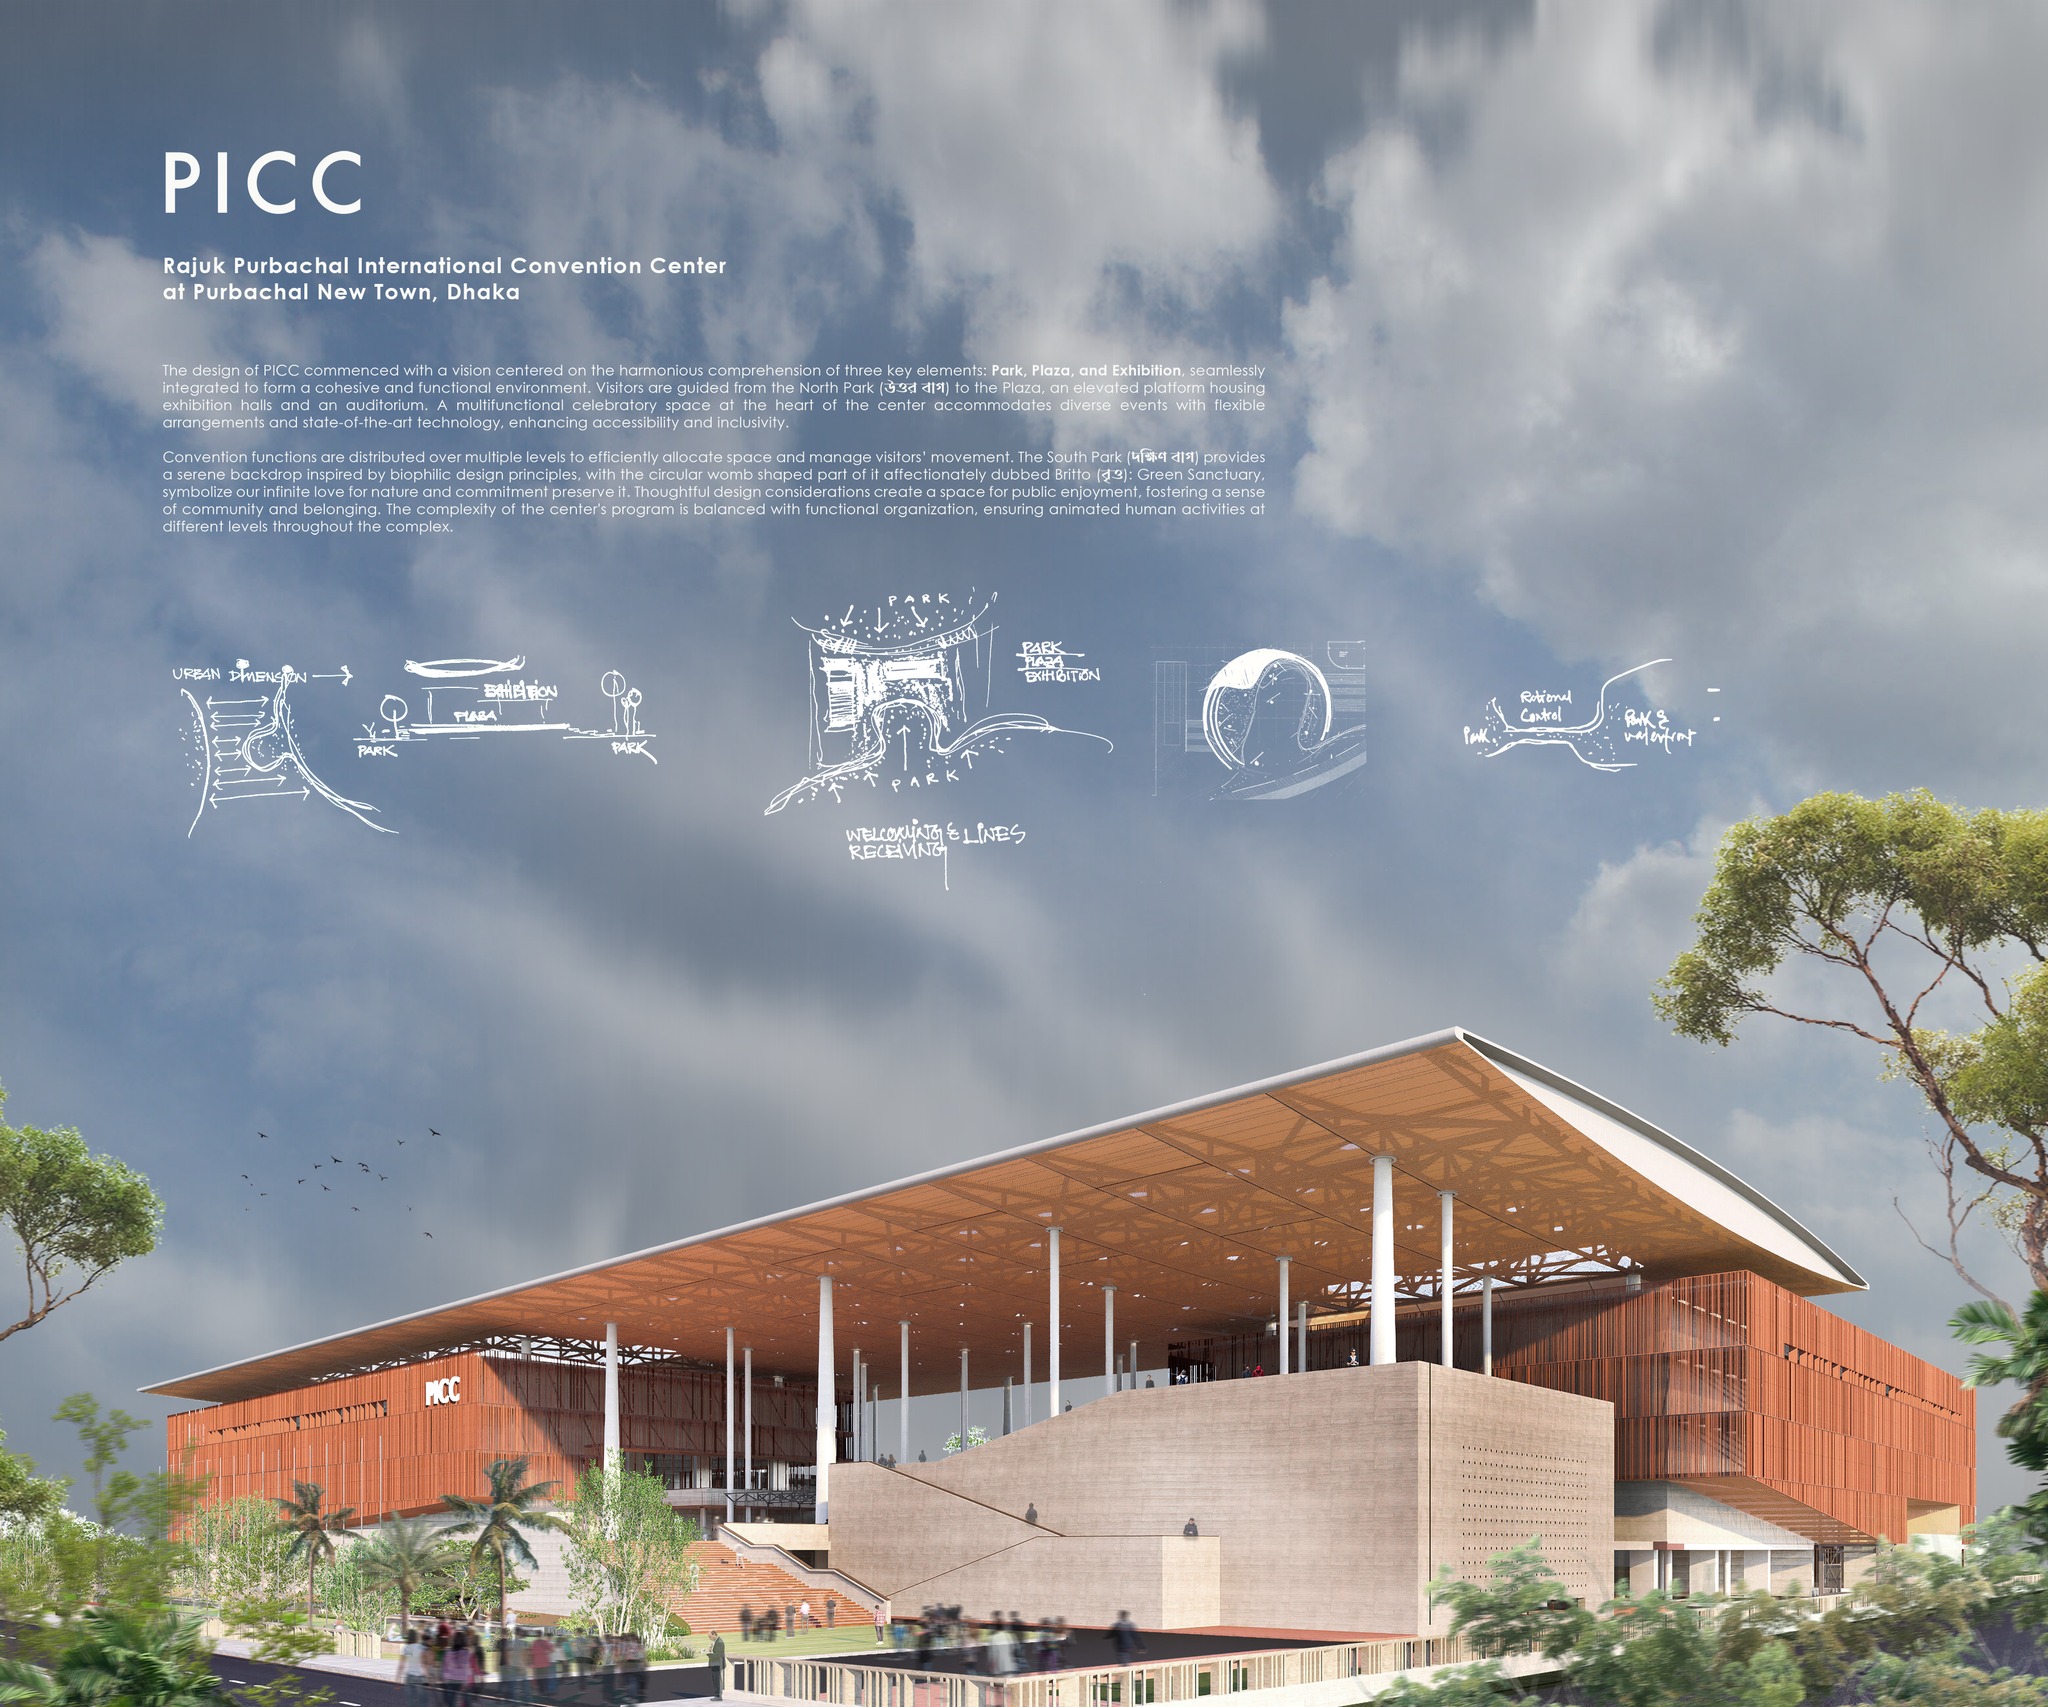 PICC
Rajuk Purbachal International Convention Center
at Purbachal New Town, Dhaka
The design of PICC commenced with a vision centered on the harmonious comprehension of three key elements: Park, Plaza, and Exhibition, seamlessly
integrated to form a cohesive and functional environment. Visitors are guided from the North Park (উত্তর বাগ) to the Plaza, an elevated platform housing
exhibition halls and an auditorium. A multifunctional celebratory space at the heart of the center accommodates diverse events with flexible
arrangements and state-of-the-art technology, enhancing accessibility and inclusivity.
Convention functions are distributed over multiple levels to efficiently allocate space and manage visitors' movement. The South Park (দক্ষিণ বাগ) provides
a serene backdrop inspired by biophilic design principles, with the circular womb shaped part of it affectionately dubbed Britto (বৃত্ত): Green Sanctuary,
symbolize our infinite love for nature and commitment preserve it. Thoughtful design considerations create a space for public enjoyment, fostering a sense
of community and belonging. The complexity of the center's program is balanced with functional organization, ensuring animated human activities at
different levels throughout the complex.
URBAN DIMENSION
EXHIBITION
PLAZA
PARK
PARK
PARK
PARK
PLAZA
EXHIBITION
PARK
WELCOMING & LINES
RECEIVING
Rational
Control
Park
Park &
waterfront
PICC